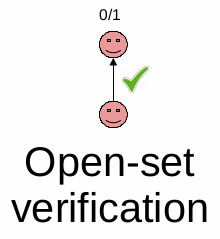 0/1
Open-set
verification